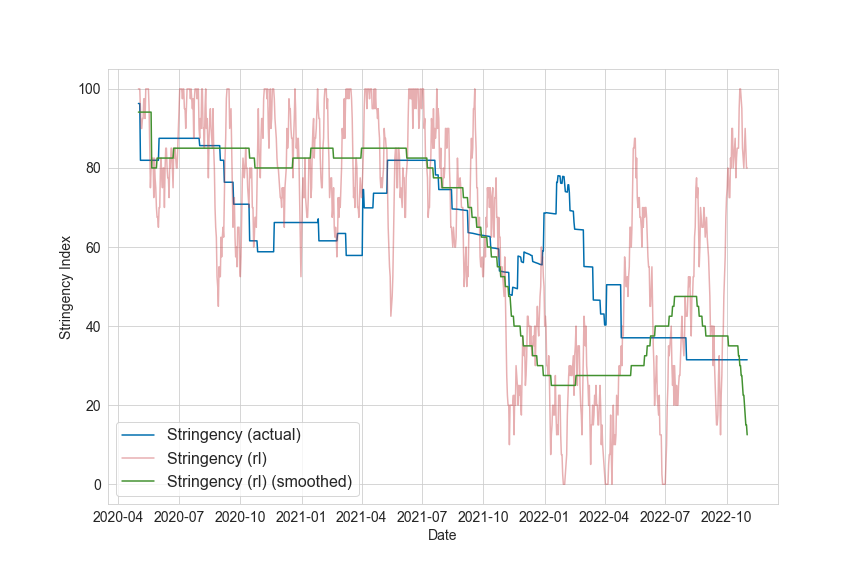 100
80
60
40
20
0
Stringency Index
Stringency (actual)
Stringency (rl)
Stringency (rl) (smoothed)
2020-04 2020-07 2020-10 2021-01 2021-04 2021-07 2021-10 2022-01 2022-04 2022-07 2022-10
Date